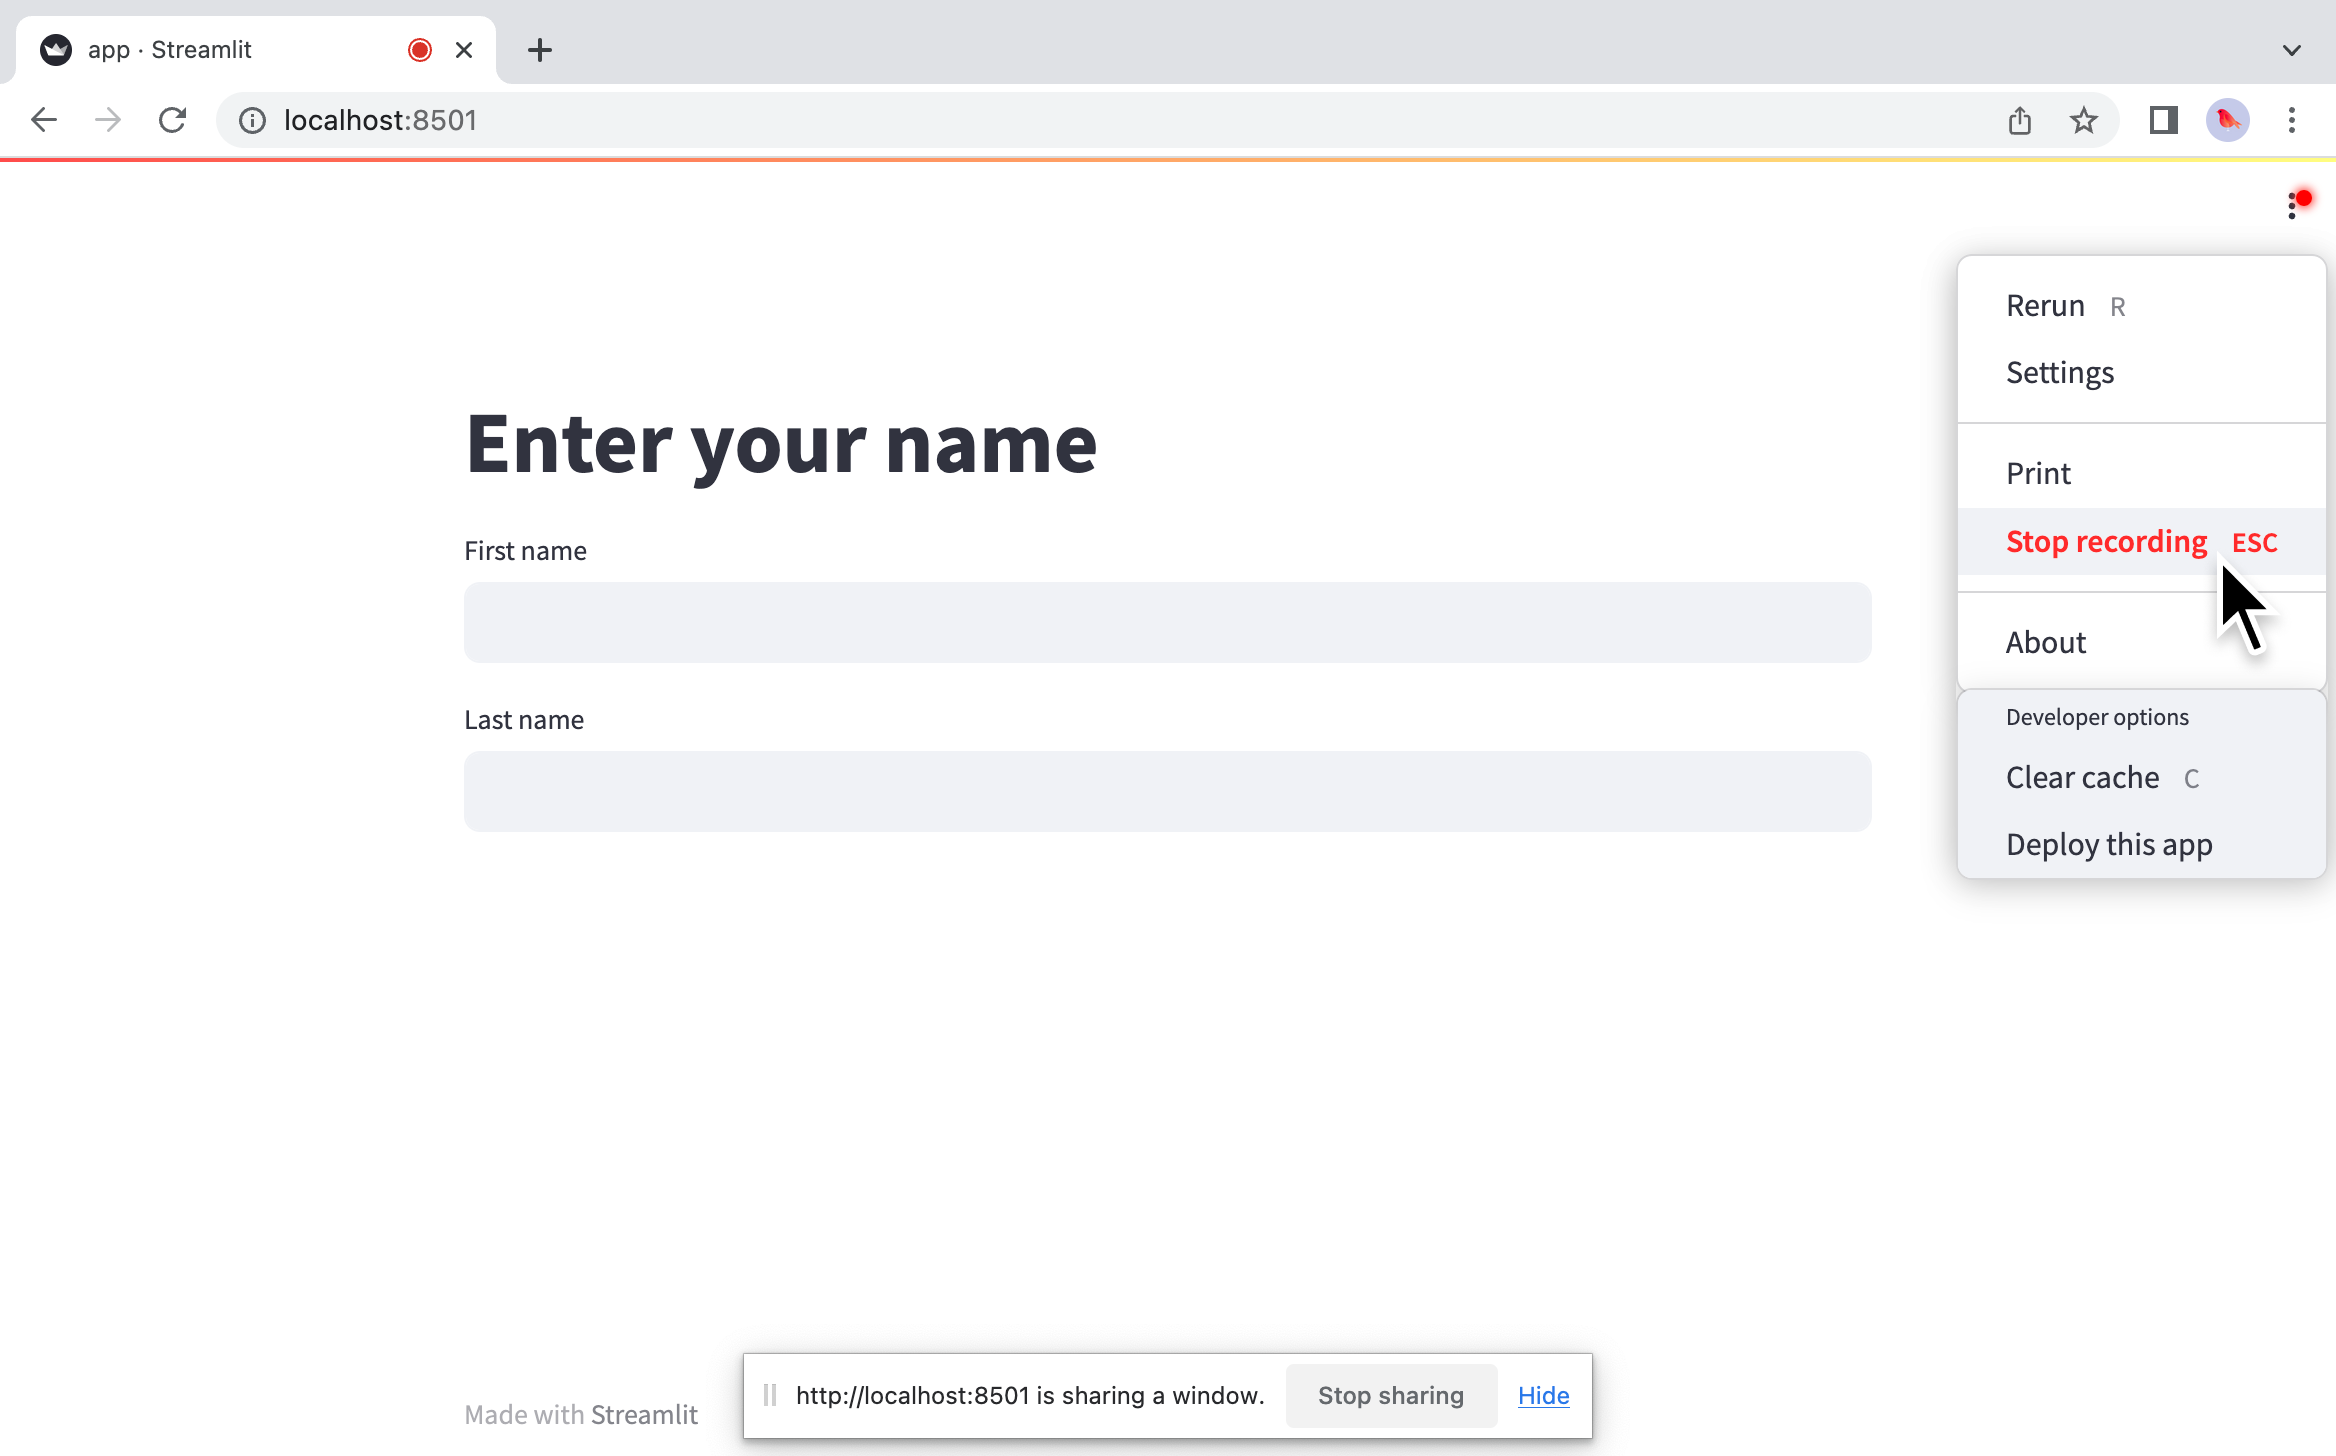 app · Streamlit
localhost:8501
Rerun R
Settings
Print
Stop recording ESC
About
Developer options
Clear cache C
Deploy this app
Enter your name
First name
Last name
Made with Streamlit
http://localhost:8501 is sharing a window. Stop sharing Hide